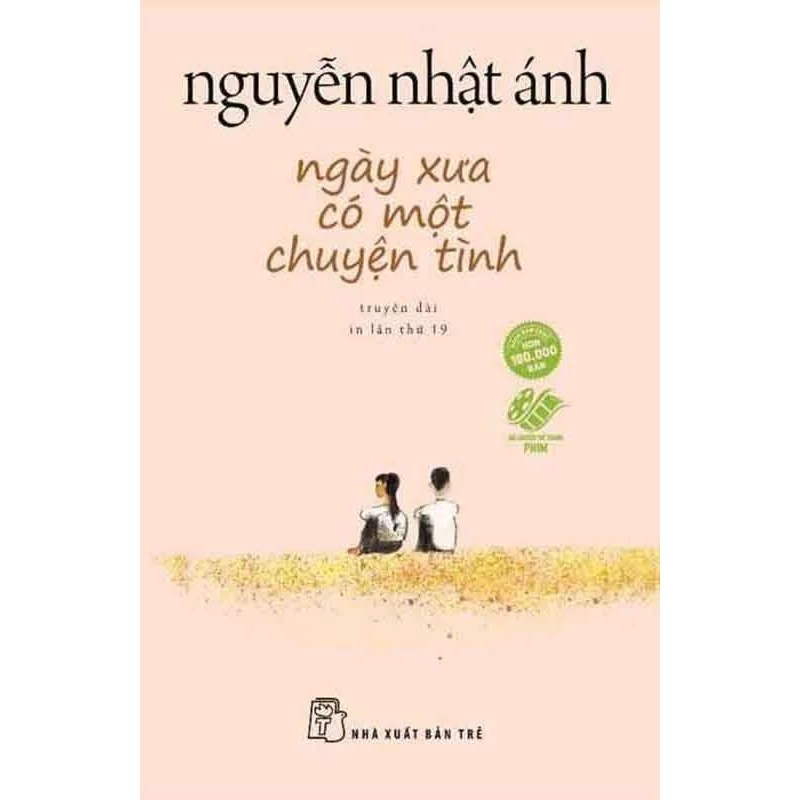 nguyễn nhật ánh
ngày xưa
có một
chuyện tình
truyện dài
in lần thứ 19
HƠN
100.000
BẢN
PHIM
T
NHÀ XUẤT BẢN TRẺ